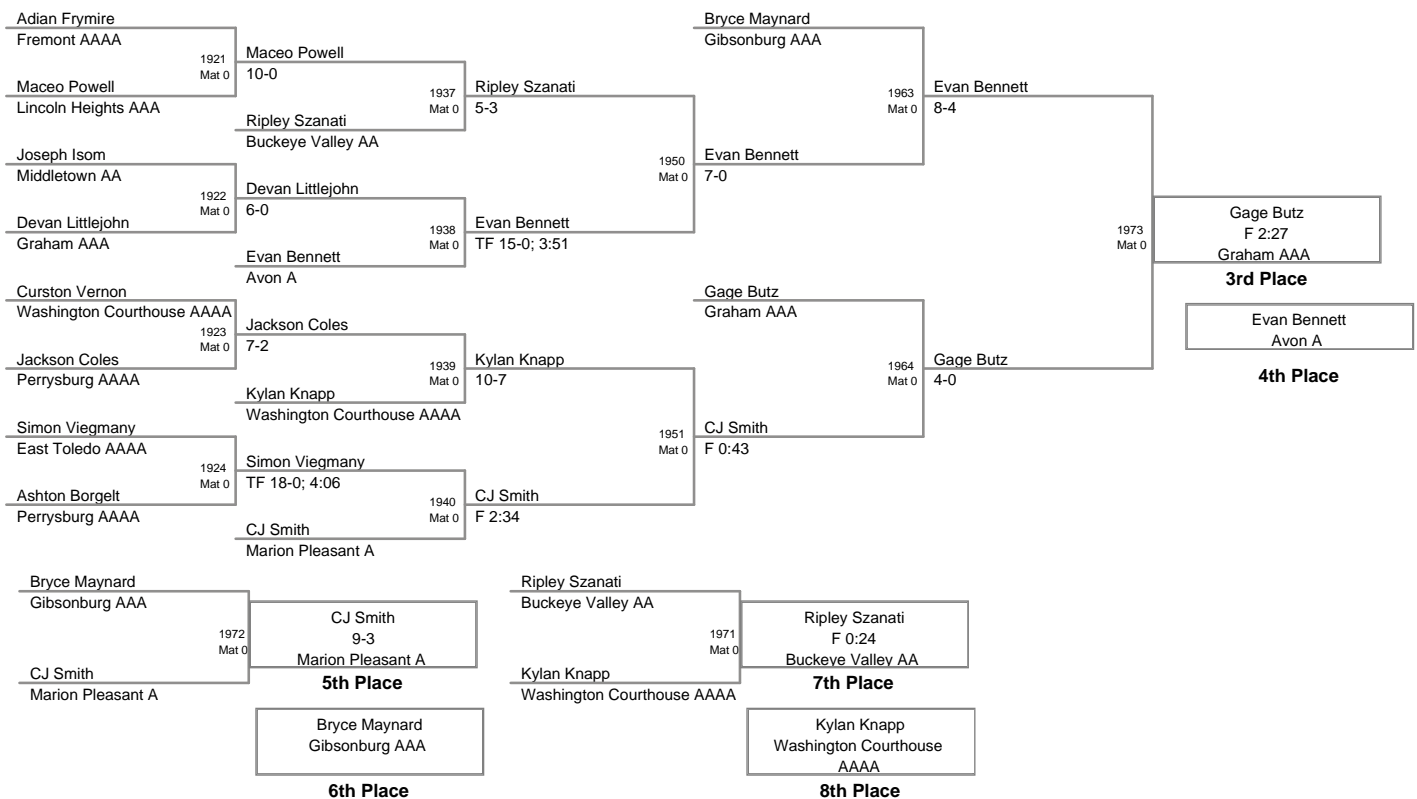 Adian Frymire
Fremont AAAA
1921
Mat 0
Maceo Powell
Lincoln Heights AAA
Maceo Powell
10-0
1937
Mat 0
Ripley Szanati
Buckeye Valley AA
Joseph Isom
Middletown AA
1922
Mat 0
Devan Littlejohn
Graham AAA
Devan Littlejohn
6-0
1938
Mat 0
Evan Bennett
Avon A
Curston Vernon
Washington Courthouse AAAA
1923
Mat 0
Jackson Coles
Perrysburg AAAA
Jackson Coles
7-2
1939
Mat 0
Kylan Knapp
Washington Courthouse AAAA
Simon Viegmany
East Toledo AAAA
1924
Mat 0
Ashton Borgelt
Perrysburg AAAA
Simon Viegmany
TF 18-0; 4:06
1940
Mat 0
CJ Smith
Marion Pleasant A
Ripley Szanati
5-3
1950
Mat 0
Evan Bennett
TF 15-0; 3:51
Kylan Knapp
10-7
1951
Mat 0
CJ Smith
F 2:34
Bryce Maynard
Gibsonburg AAA
1963
Mat 0
Evan Bennett
7-0
Gage Butz
Graham AAA
1964
Mat 0
CJ Smith
F 0:43
Evan Bennett
8-4
1973
Mat 0
Gage Butz
4-0
Gage Butz
F 2:27
Graham AAA
3rd Place
Evan Bennett
Avon A
4th Place
Bryce Maynard
Gibsonburg AAA
1972
Mat 0
CJ Smith
Marion Pleasant A
CJ Smith
9-3
Marion Pleasant A
5th Place
Bryce Maynard
Gibsonburg AAA
6th Place
Ripley Szanati
Buckeye Valley AA
1971
Mat 0
Kylan Knapp
Washington Courthouse AAAA
Ripley Szanati
F 0:24
Buckeye Valley AA
7th Place
Kylan Knapp
Washington Courthouse
AAAA
8th Place